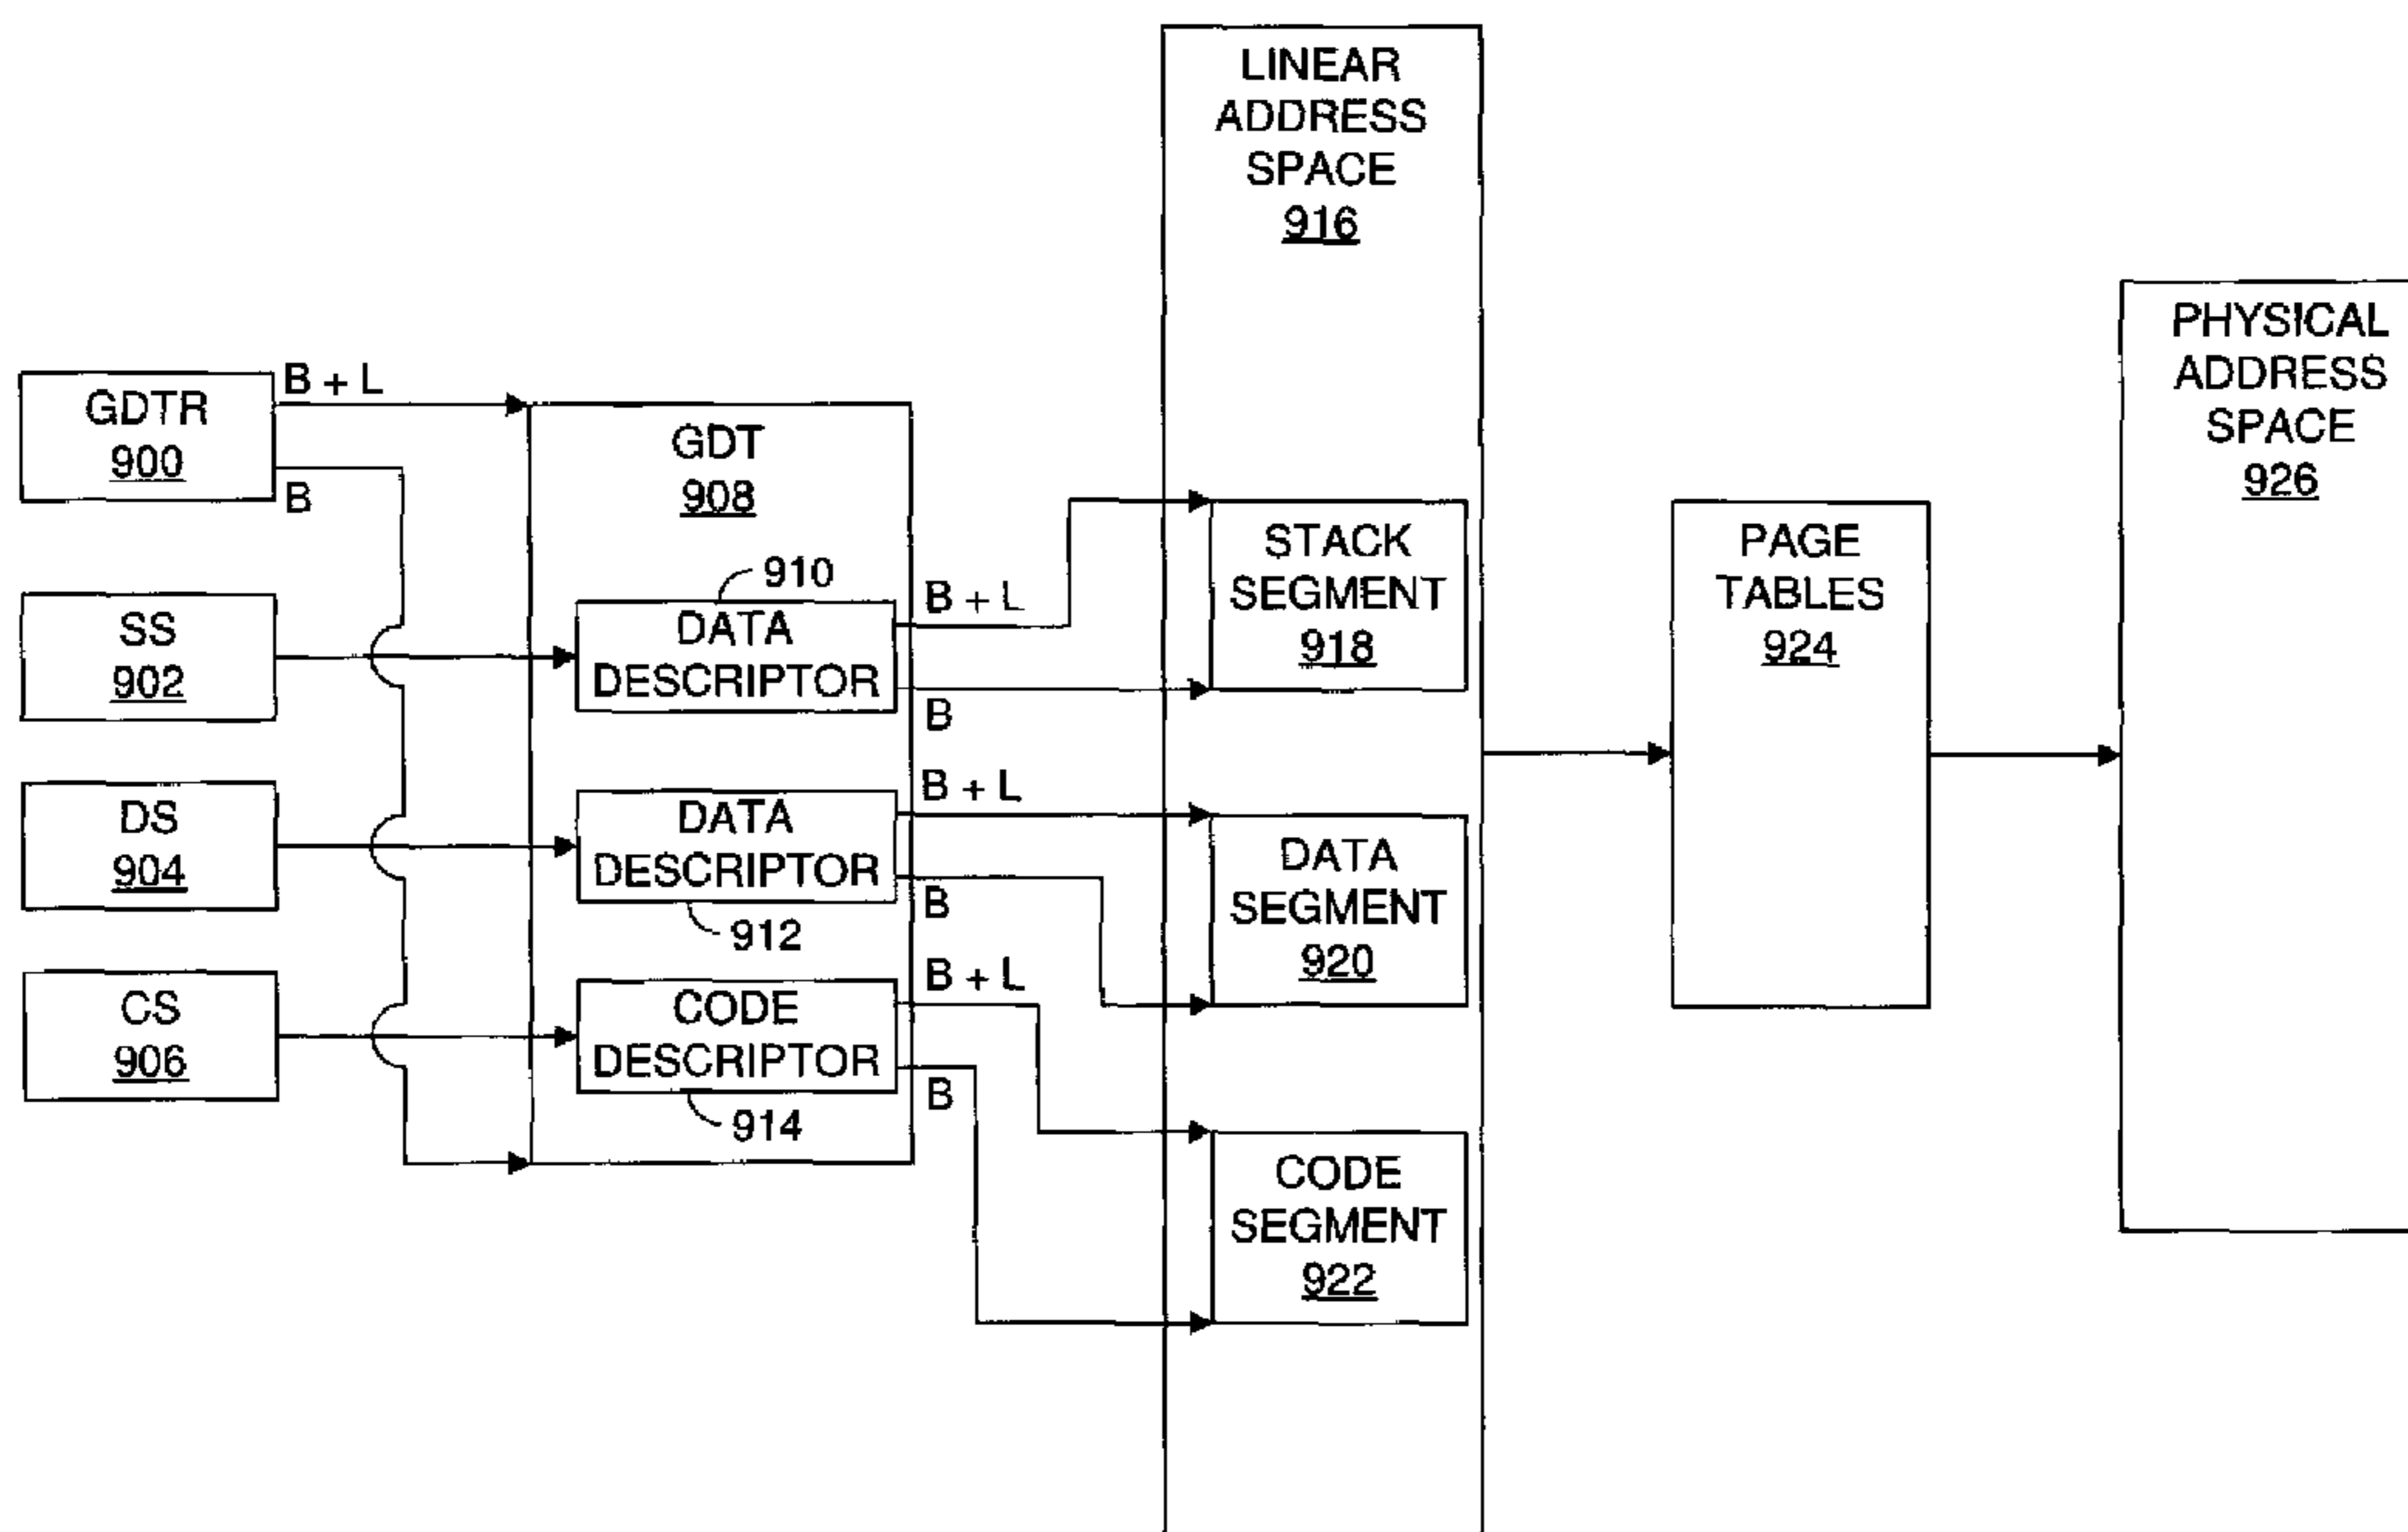 LINEAR
ADDRESS
SPACE
916
PHYSICAL
ADDRESS
SPACE
926
B + L
GDTR
900
B
GDT
908
SS
902
910
DATA
DESCRIPTOR
B + L
B
STACK
SEGMENT
918
PAGE
TABLES
924
DS
904
DATA
DESCRIPTOR
912
B + L
B
DATA
SEGMENT
920
CS
906
CODE
DESCRIPTOR
914
B + L
B
CODE
SEGMENT
922